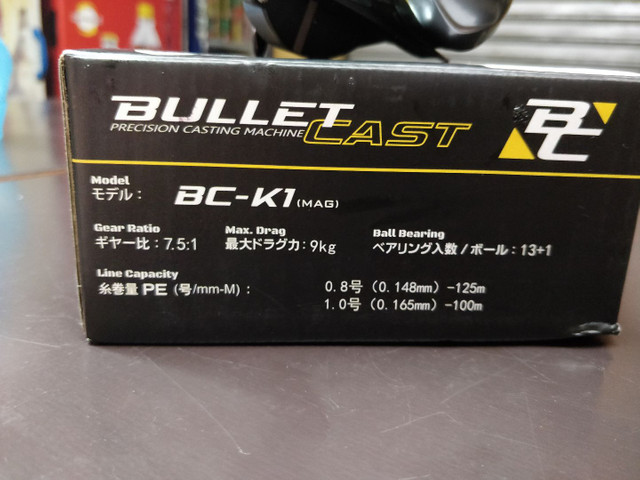 BULLET CAST
PRECISION CASTING MACHINE
BC
Model
モデル： BC-K1 (MAG)
Gear Ratio Max. Drag Ball Bearing
ギヤー比：7.5:1 最大ドラグカ：9kg ベアリング入数 / ボール：13+1
Line Capacity
糸巻量 PE (号/mm-M)： 0.8号（0.148mm）-125m
1.0号（0.165mm）-100m